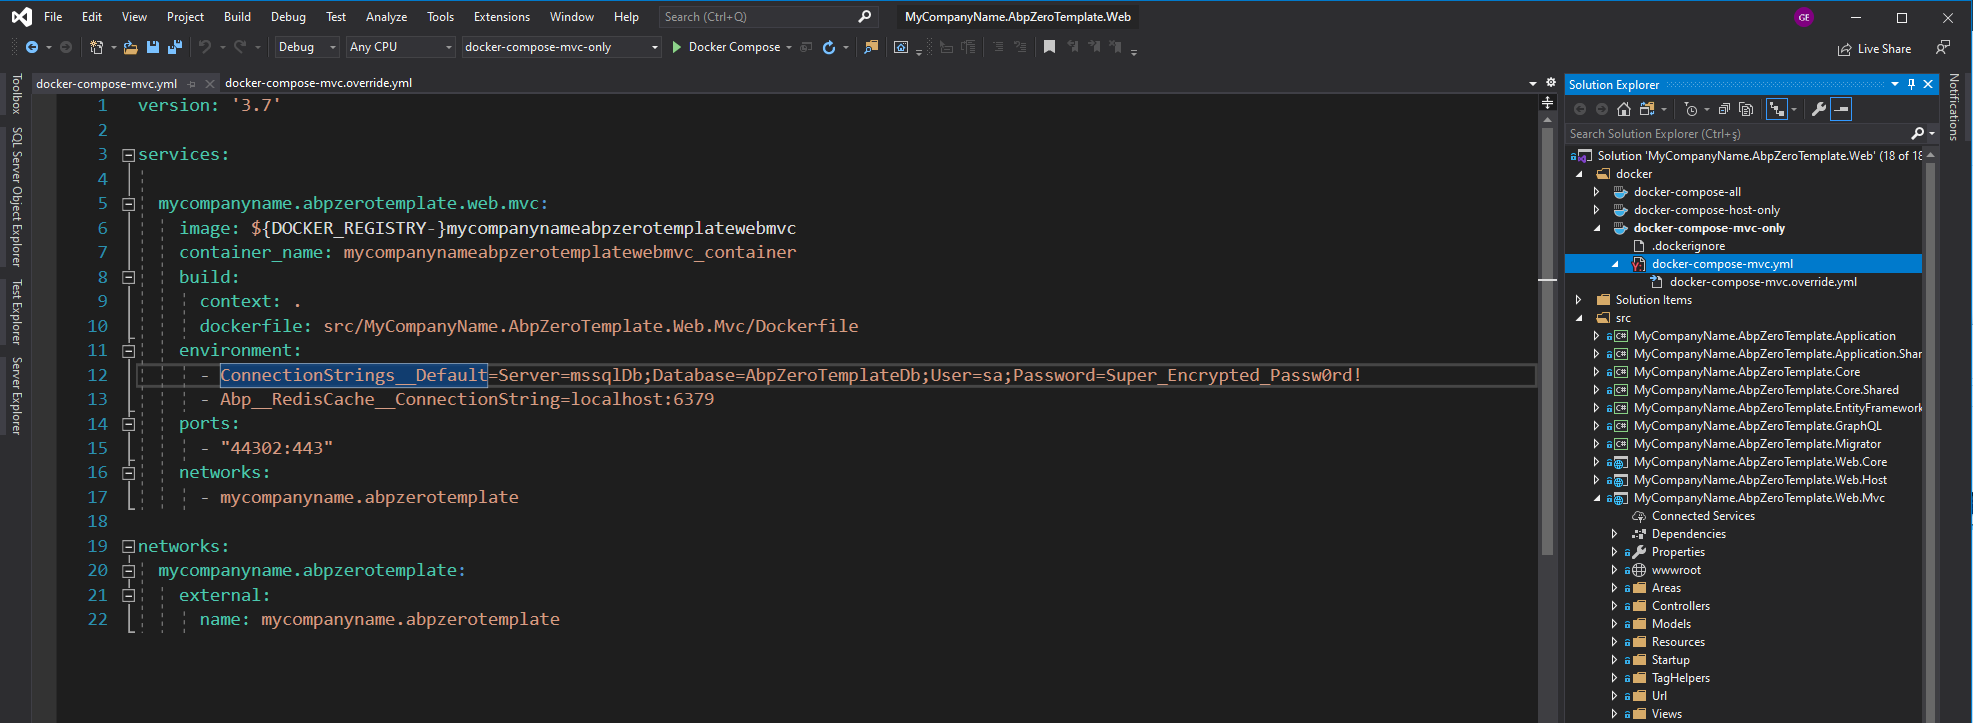 File Edit View Project Build Debug Test Analyze Tools Extensions Window Help Search (Ctrl+Q) MyCompanyName.AbpZeroTemplate.Web GE
Debug Any CPU docker-compose-mvc-only Docker Compose Live Share
Toolbox
SQL Server Object Explorer
Test Explorer
Server Explorer
docker-compose-mvc.yml docker-compose-mvc.override.yml
1 version: '3.7'
2
3 services:
4
5 mycompanyname.abpzerotemplate.web.mvc:
6 image: ${DOCKER_REGISTRY-}mycompanynameabpzerotemplatewebmvc
7 container_name: mycompanynameabpzerotemplatewebmvc_container
8 build:
9 context: .
10 dockerfile: src/MyCompanyName.AbpZeroTemplate.Web.Mvc/Dockerfile
11 environment:
12 - ConnectionStrings__Default=Server=mssqlDb;Database=AbpZeroTemplateDb;User=sa;Password=Super_Encrypted_Passw0rd!
13 - Abp__RedisCache__ConnectionString=localhost:6379
14 ports:
15 - "44302:443"
16 networks:
17 - mycompanyname.abpzerotemplate
18
19 networks:
20 mycompanyname.abpzerotemplate:
21 external:
22 name: mycompanyname.abpzerotemplate
Solution Explorer
Search Solution Explorer (Ctrl+ş)
Solution 'MyCompanyName.AbpZeroTemplate.Web' (18 of 18
docker
docker-compose-all
docker-compose-host-only
docker-compose-mvc-only
.dockerignore
docker-compose-mvc.yml
docker-compose-mvc.override.yml
Solution Items
src
C# MyCompanyName.AbpZeroTemplate.Application
C# MyCompanyName.AbpZeroTemplate.Application.Shar
C# MyCompanyName.AbpZeroTemplate.Core
C# MyCompanyName.AbpZeroTemplate.Core.Shared
C# MyCompanyName.AbpZeroTemplate.EntityFramework
C# MyCompanyName.AbpZeroTemplate.GraphQL
C# MyCompanyName.AbpZeroTemplate.Migrator
MyCompanyName.AbpZeroTemplate.Web.Core
MyCompanyName.AbpZeroTemplate.Web.Host
MyCompanyName.AbpZeroTemplate.Web.Mvc
Connected Services
Dependencies
Properties
wwwroot
Areas
Controllers
Models
Resources
Startup
TagHelpers
Url
Views
Notifications